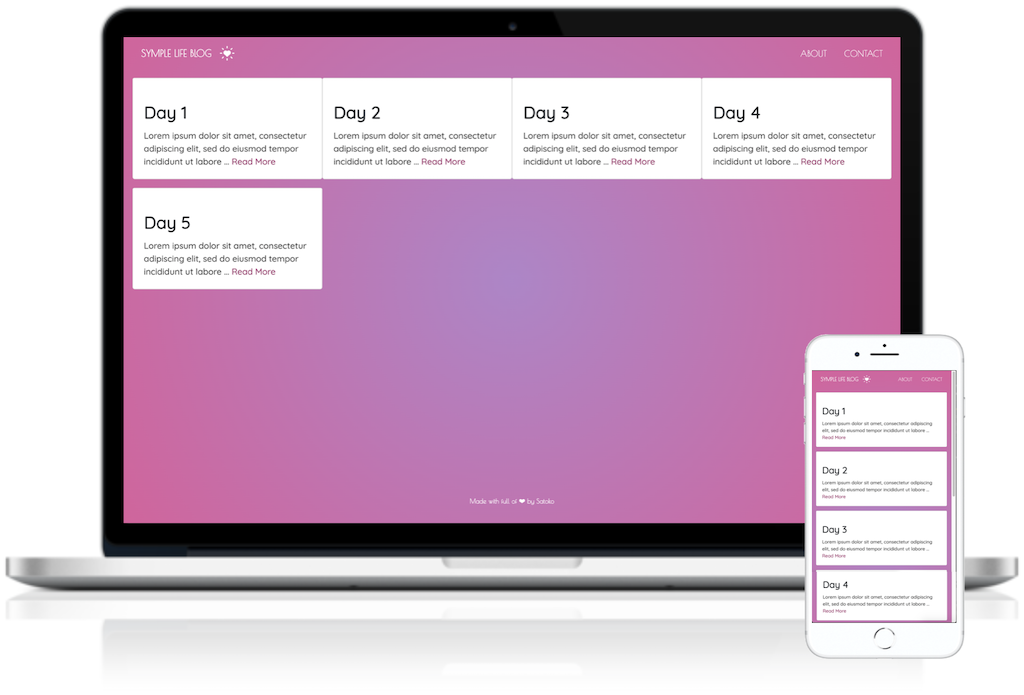 SYMPLE LIFE BLOG
ABOUT CONTACT
Day 1
Lorem ipsum dolor sit amet, consectetur
adipiscing elit, sed do eiusmod tempor
incididunt ut labore ... Read More
Day 2
Lorem ipsum dolor sit amet, consectetur
adipiscing elit, sed do eiusmod tempor
incididunt ut labore ... Read More
Day 3
Lorem ipsum dolor sit amet, consectetur
adipiscing elit, sed do eiusmod tempor
incididunt ut labore ... Read More
Day 4
Lorem ipsum dolor sit amet, consectetur
adipiscing elit, sed do eiusmod tempor
incididunt ut labore ... Read More
Day 5
Lorem ipsum dolor sit amet, consectetur
adipiscing elit, sed do eiusmod tempor
incididunt ut labore ... Read More
Made with full of ❤ by Satoko
SYMPLE LIFE BLOG
ABOUT CONTACT
Day 1
Lorem ipsum dolor sit amet, consectetur adipiscing
elit, sed do eiusmod tempor incididunt ut labore ...
Read More
Day 2
Lorem ipsum dolor sit amet, consectetur adipiscing
elit, sed do eiusmod tempor incididunt ut labore ...
Read More
Day 3
Lorem ipsum dolor sit amet, consectetur adipiscing
elit, sed do eiusmod tempor incididunt ut labore ...
Read More
Day 4
Lorem ipsum dolor sit amet, consectetur adipiscing
elit, sed do eiusmod tempor incididunt ut labore ...
Read More